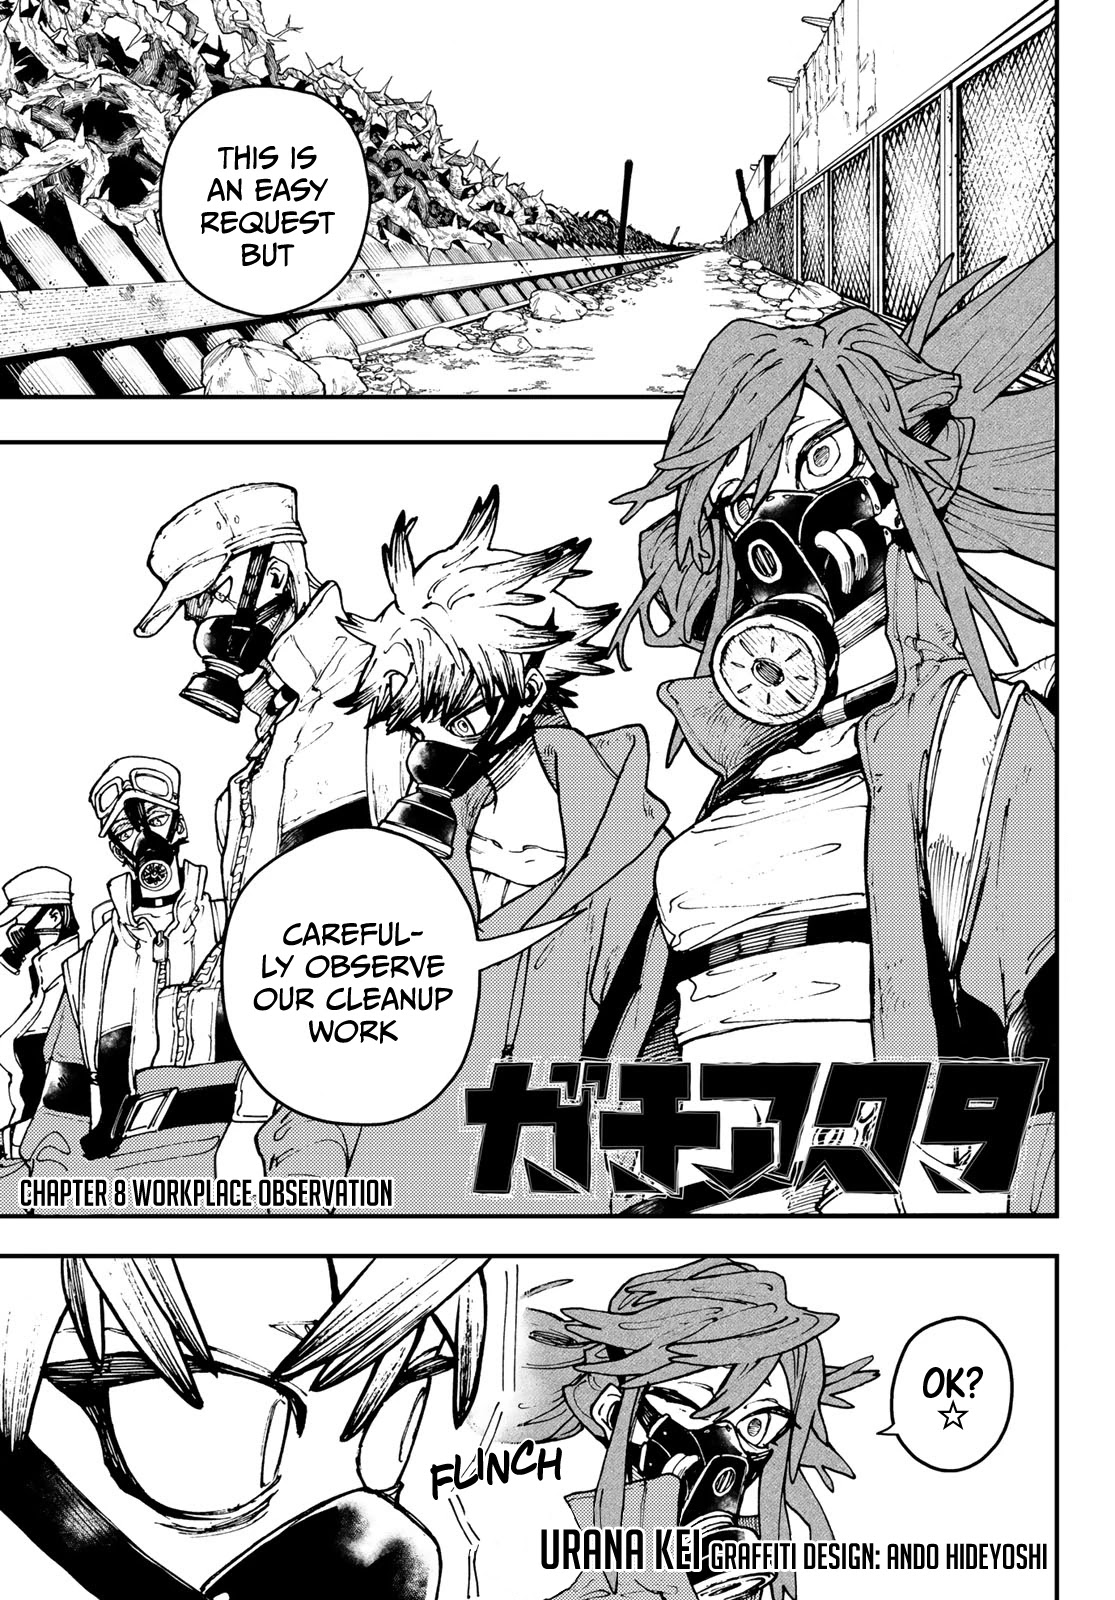 THIS IS
AN EASY
REQUEST
BUT
CAREFUL-
LY OBSERVE
OUR CLEANUP
WORK
ガチアクタ
CHAPTER 8 WORKPLACE OBSERVATION
OK?
☆
FLINCH
URANA KEI GRAFFITI DESIGN: ANDO HIDEYOSHI